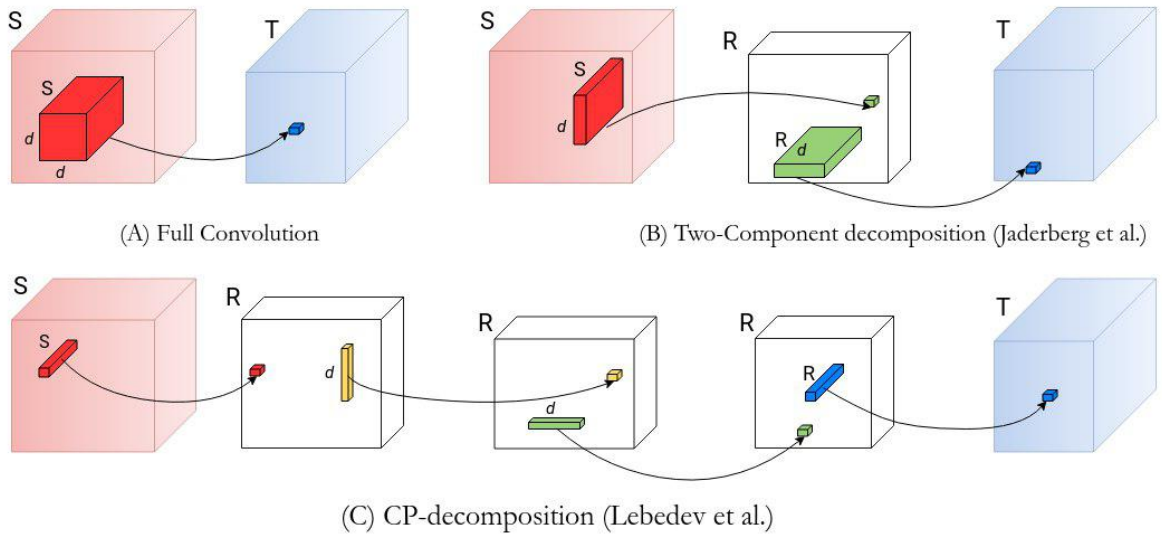 S
T
S
d
d
(A) Full Convolution
S
R
T
S
d
R
d
(B) Two-Component decomposition (Jaderberg et al.)
S
R
R
R
T
S
d
d
R
(C) CP-decomposition (Lebedev et al.)